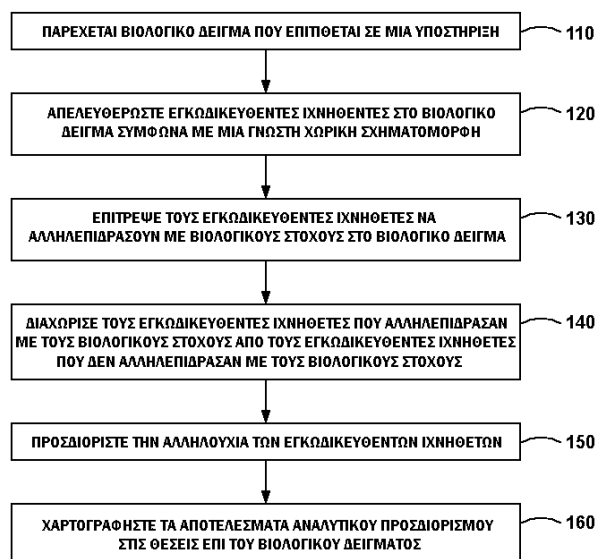 ΠΑΡΕΧΕΤΑΙ ΒΙΟΛΟΓΙΚΟ ΔΕΙΓΜΑ ΠΟΥ ΕΠΙΤΙΘΕΤΑΙ ΣΕ ΜΙΑ ΥΠΟΣΤΗΡΙΞΗ
110
ΑΠΕΛΕΥΘΕΡΩΣΤΕ ΕΓΚΩΔΙΚΕΥΘΕΝΤΕΣ ΙΧΝΗΘΕΝΤΕΣ ΣΤΟ ΒΙΟΛΟΓΙΚΟ
ΔΕΙΓΜΑ ΣΥΜΦΩΝΑ ΜΕ ΜΙΑ ΓΝΩΣΤΗ ΧΩΡΙΚΗ ΣΧΗΜΑΤΟΜΟΡΦΗ
120
ΕΠΙΤΡΕΨΕ ΤΟΥΣ ΕΓΚΩΔΙΚΕΥΘΕΝΤΕΣ ΙΧΝΗΘΕΤΕΣ ΝΑ
ΑΛΛΗΛΕΠΙΔΡΑΣΟΥΝ ΜΕ ΒΙΟΛΟΓΙΚΟΥΣ ΣΤΟΧΟΥΣ ΣΤΟ ΒΙΟΛΟΓΙΚΟ ΔΕΙΓΜΑ
130
ΔΙΑΧΩΡΙΣΕ ΤΟΥΣ ΕΓΚΩΔΙΚΕΥΘΕΝΤΕΣ ΙΧΝΗΘΕΤΕΣ ΠΟΥ ΑΛΛΗΛΕΠΙΔΡΑΣΑΝ
ΜΕ ΤΟΥΣ ΒΙΟΛΟΓΙΚΟΥΣ ΣΤΟΧΟΥΣ ΑΠΟ ΤΟΥΣ ΕΓΚΩΔΙΚΕΥΘΕΝΤΕΣ ΙΧΝΗΘΕΤΕΣ
ΠΟΥ ΔΕΝ ΑΛΛΗΛΕΠΙΔΡΑΣΑΝ ΜΕ ΤΟΥΣ ΒΙΟΛΟΓΙΚΟΥΣ ΣΤΟΧΟΥΣ
140
ΠΡΟΣΔΙΟΡΙΣΤΕ ΤΗΝ ΑΛΛΗΛΟΥΧΙΑ ΤΩΝ ΕΓΚΩΔΙΚΕΥΘΕΝΤΩΝ ΙΧΝΗΘΕΤΩΝ
150
ΧΑΡΤΟΓΡΑΦΗΣΤΕ ΤΑ ΑΠΟΤΕΛΕΣΜΑΤΑ ΑΝΑΛΥΤΙΚΟΥ ΠΡΟΣΔΙΟΡΙΣΜΟΥ
ΣΤΙΣ ΘΕΣΕΙΣ ΕΠΙ ΤΟΥ ΒΙΟΛΟΓΙΚΟΥ ΔΕΙΓΜΑΤΟΣ
160